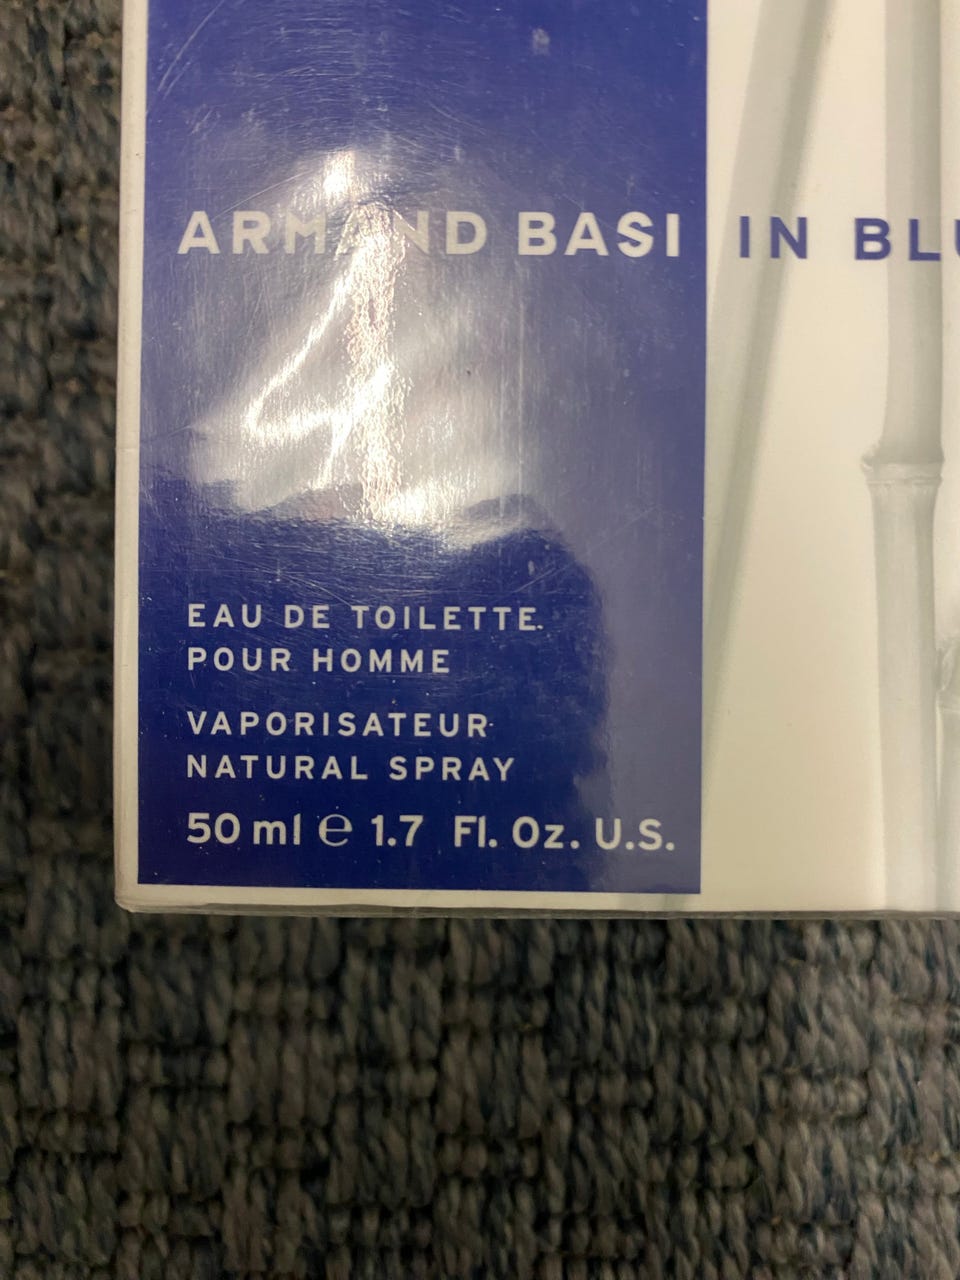 ARMAND BASI IN BLU
EAU DE TOILETTE.
POUR HOMME
VAPORISATEUR
NATURAL SPRAY
50 ml ℮ 1.7 Fl. Oz. U.S.